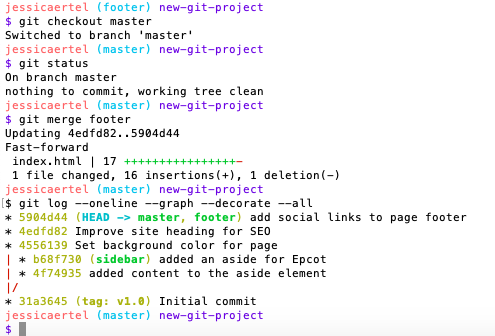 jessicaertel (footer) new-git-project
$ git checkout master
Switched to branch 'master'
jessicaertel (master) new-git-project
$ git status
On branch master
nothing to commit, working tree clean
jessicaertel (master) new-git-project
$ git merge footer
Updating 4edfd82..5904d44
Fast-forward
 index.html | 17 ++++++++++++++++-
 1 file changed, 16 insertions(+), 1 deletion(-)
jessicaertel (master) new-git-project
$ git log --oneline --graph --decorate --all
* 5904d44 (HEAD -> master, footer) add social links to page footer
* 4edfd82 Improve site heading for SEO
* 4556139 Set background color for page
| * b68f730 (sidebar) added an aside for Epcot
| * 4f74935 added content to the aside element
|/
* 31a3645 (tag: v1.0) Initial commit
jessicaertel (master) new-git-project
$